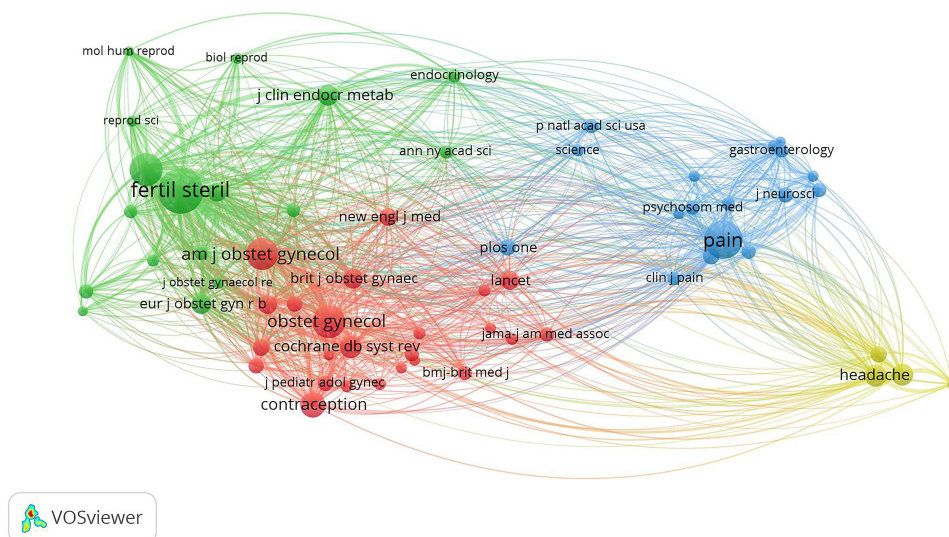 mol hum reprod
biol reprod
endocrinology
j clin endocr metab
reprod sci
p natl acad sci usa
ann ny acad sci
science
gastroenterology
fertil steril
j neurosci
psychosom med
new engl j med
pain
plos one
am j obstet gynecol
brit j obstet gynaec
lancet
clin j pain
j obstet gynaecol re
eur j obstet gyn r b
obstet gynecol
jama-j am med assoc
cochrane db syst rev
bmj-brit med j
headache
j pediatr adol gynec
contraception
VOSviewer